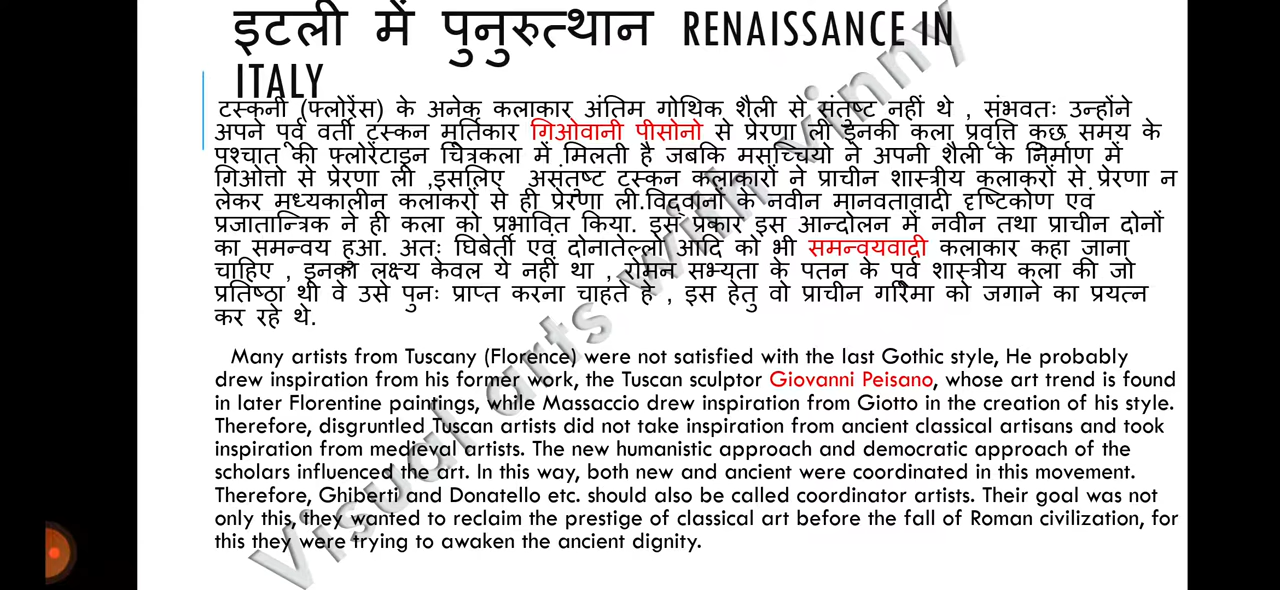 इटली में पुनुरुत्थान RENAISSANCE IN
ITALY
टस्कनी (फ्लोरेंस) के अनेक कलाकार अंतिम गोथिक शैली से संतुष्ट नहीं थे , संभवतः उन्होंने
अपने पूर्व वर्ती टस्कन मूर्तिकार गिओवानी पीसोनो से प्रेरणा ली इनकी कला प्रवृत्ति कुछ समय के
पश्चात की फ्लोरेंटाइन चित्रकला में मिलती है जबकि मसच्चियो ने अपनी शैली के निर्माण में
गिओत्तो से प्रेरणा ली ,इसलिए असंतुष्ट टस्कन कलाकारों ने प्राचीन शास्त्रीय कलाकरों से प्रेरणा न
लेकर मध्यकालीन कलाकरों से ही प्रेरणा ली.विद्वानों के नवीन मानवतावादी दृष्टिकोण एवं
प्रजातान्त्रिक ने ही कला को प्रभावित किया. इस प्रकार इस आन्दोलन में नवीन तथा प्राचीन दोनों
का समन्वय हुआ. अतः घिबेर्ती एवं दोनातेल्लो आदि को भी समन्वयवादी कलाकार कहा जाना
चाहिए , इनका लक्ष्य केवल ये नहीं था , रोमन सभ्यता के पतन के पूर्व शास्त्रीय कला की जो
प्रतिष्ठा थी वे उसे पुनः प्राप्त करना चाहते हे , इस हेतु वो प्राचीन गरिमा को जगाने का प्रयत्न
कर रहे थे.
Many artists from Tuscany (Florence) were not satisfied with the last Gothic style, He probably
drew inspiration from his former work, the Tuscan sculptor Giovanni Peisano, whose art trend is found
in later Florentine paintings, while Massaccio drew inspiration from Giotto in the creation of his style.
Therefore, disgruntled Tuscan artists did not take inspiration from ancient classical artisans and took
inspiration from medieval artists. The new humanistic approach and democratic approach of the
scholars influenced the art. In this way, both new and ancient were coordinated in this movement.
Therefore, Ghiberti and Donatello etc. should also be called coordinator artists. Their goal was not
only this, they wanted to reclaim the prestige of classical art before the fall of Roman civilization, for
this they were trying to awaken the ancient dignity.
Visual arts with vinny